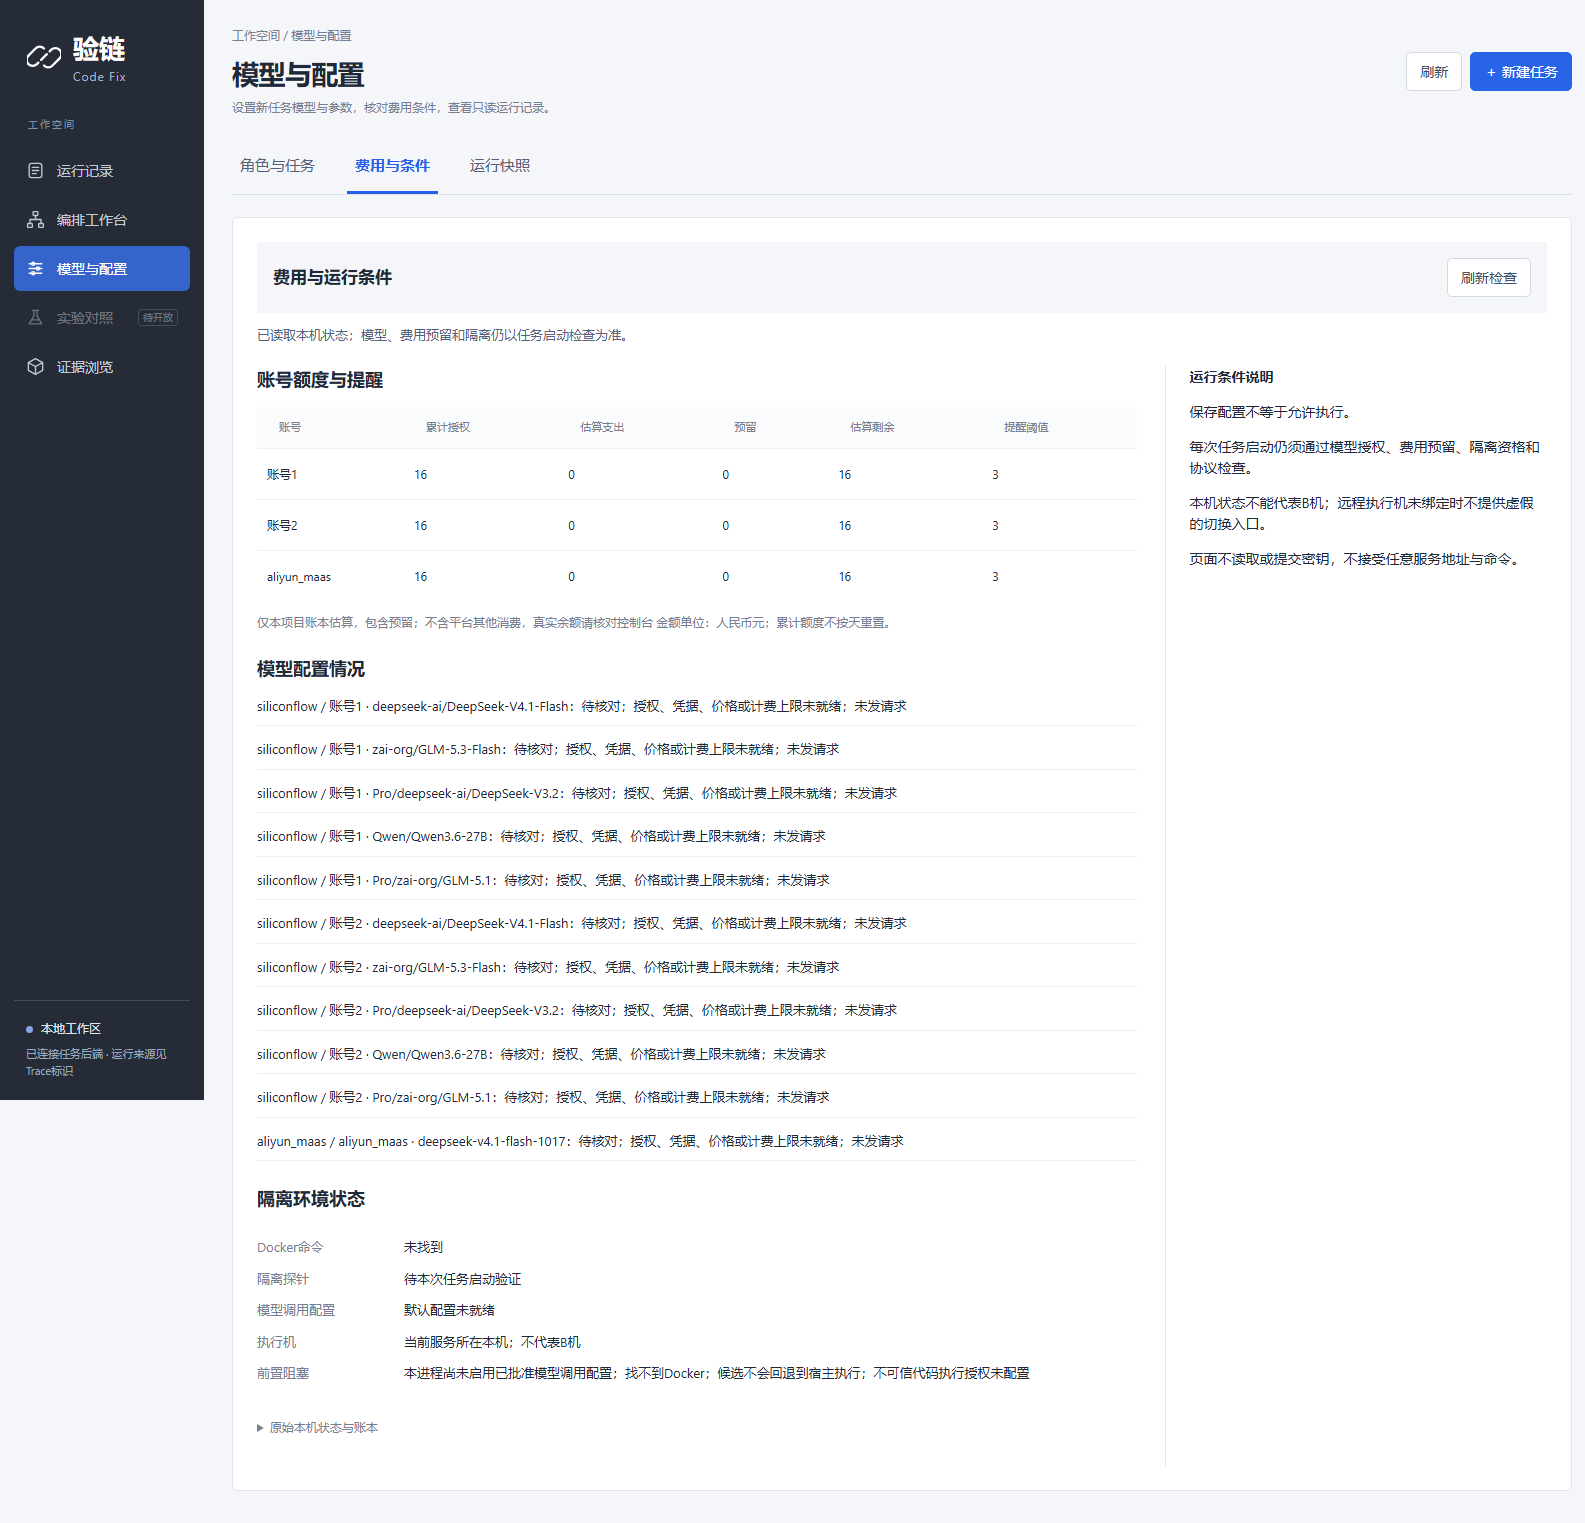 验链
Code Fix
工作空间
运行记录
编排工作台
模型与配置
实验对照 待开放
证据浏览
本地工作区
已连接任务后端 · 运行来源见
Trace标识
工作空间 / 模型与配置
模型与配置
设置新任务模型与参数，核对费用条件，查看只读运行记录。
刷新
+ 新建任务
角色与任务 费用与条件 运行快照
费用与运行条件
刷新检查
已读取本机状态；模型、费用预留和隔离仍以任务启动检查为准。
账号额度与提醒
账号 累计授权 估算支出 预留 估算剩余 提醒阈值
账号1 16 0 0 16 3
账号2 16 0 0 16 3
aliyun_maas 16 0 0 16 3
仅本项目账本估算，包含预留；不含平台其他消费，真实余额请核对控制台 金额单位：人民币元；累计额度不按天重置。
模型配置情况
siliconflow / 账号1 · deepseek-ai/DeepSeek-V4.1-Flash：待核对；授权、凭据、价格或计费上限未就绪；未发请求
siliconflow / 账号1 · zai-org/GLM-5.3-Flash：待核对；授权、凭据、价格或计费上限未就绪；未发请求
siliconflow / 账号1 · Pro/deepseek-ai/DeepSeek-V3.2：待核对；授权、凭据、价格或计费上限未就绪；未发请求
siliconflow / 账号1 · Qwen/Qwen3.6-27B：待核对；授权、凭据、价格或计费上限未就绪；未发请求
siliconflow / 账号1 · Pro/zai-org/GLM-5.1：待核对；授权、凭据、价格或计费上限未就绪；未发请求
siliconflow / 账号2 · deepseek-ai/DeepSeek-V4.1-Flash：待核对；授权、凭据、价格或计费上限未就绪；未发请求
siliconflow / 账号2 · zai-org/GLM-5.3-Flash：待核对；授权、凭据、价格或计费上限未就绪；未发请求
siliconflow / 账号2 · Pro/deepseek-ai/DeepSeek-V3.2：待核对；授权、凭据、价格或计费上限未就绪；未发请求
siliconflow / 账号2 · Qwen/Qwen3.6-27B：待核对；授权、凭据、价格或计费上限未就绪；未发请求
siliconflow / 账号2 · Pro/zai-org/GLM-5.1：待核对；授权、凭据、价格或计费上限未就绪；未发请求
aliyun_maas / aliyun_maas · deepseek-v4.1-flash-1017：待核对；授权、凭据、价格或计费上限未就绪；未发请求
隔离环境状态
Docker命令 未找到
隔离探针 待本次任务启动验证
模型调用配置 默认配置未就绪
执行机 当前服务所在本机；不代表B机
前置阻塞 本进程尚未启用已批准模型调用配置；找不到Docker；候选不会回退到宿主执行；不可信代码执行授权未配置
原始本机状态与账本
运行条件说明
保存配置不等于允许执行。
每次任务启动仍须通过模型授权、费用预留、隔离资格和
协议检查。
本机状态不能代表B机；远程执行机未绑定时不提供虚假
的切换入口。
页面不读取或提交密钥，不接受任意服务地址与命令。